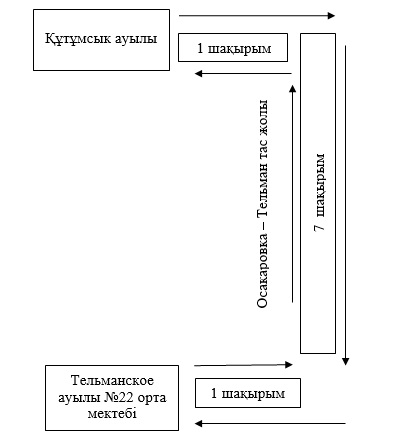 Құтұмсық ауылы
1 шақырым
Осакаровка – Тельман тас жолы
7 шақырым
Тельманское
ауылы №22 орта
мектебі
1 шақырым